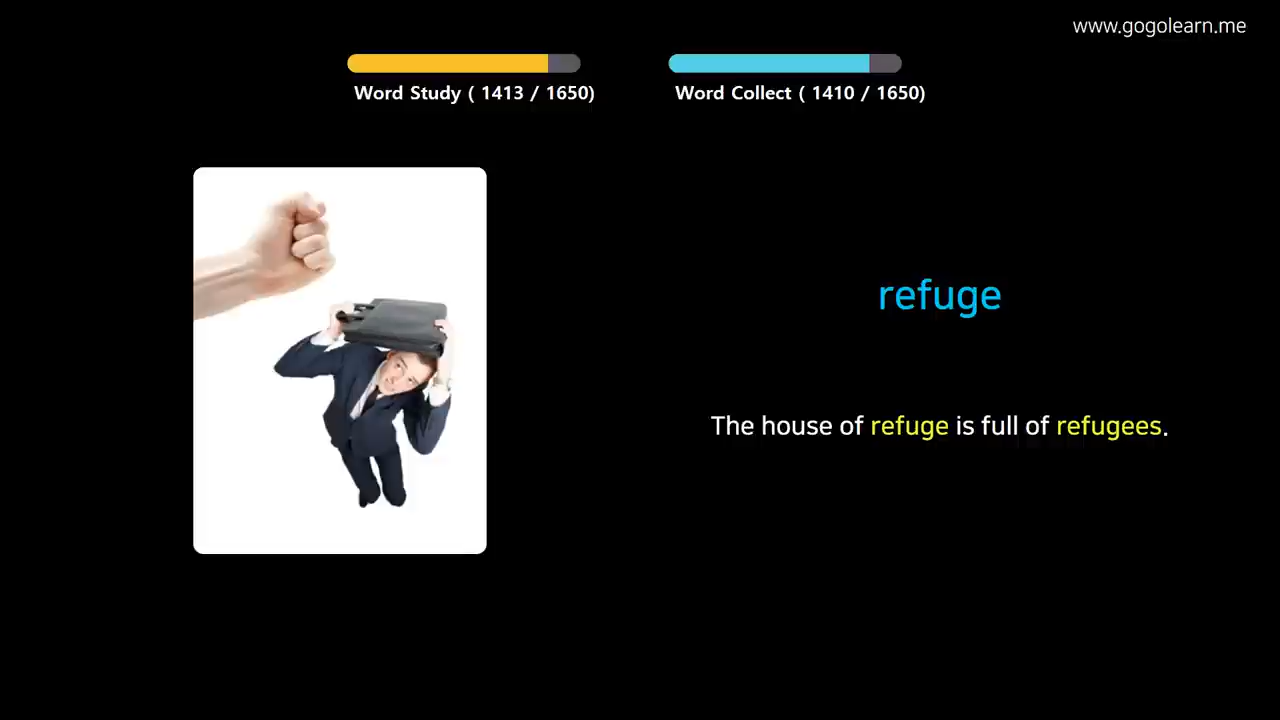 www.gogolearn.me
Word Study ( 1413 / 1650)
Word Collect ( 1410 / 1650)
refuge
The house of refuge is full of refugees.